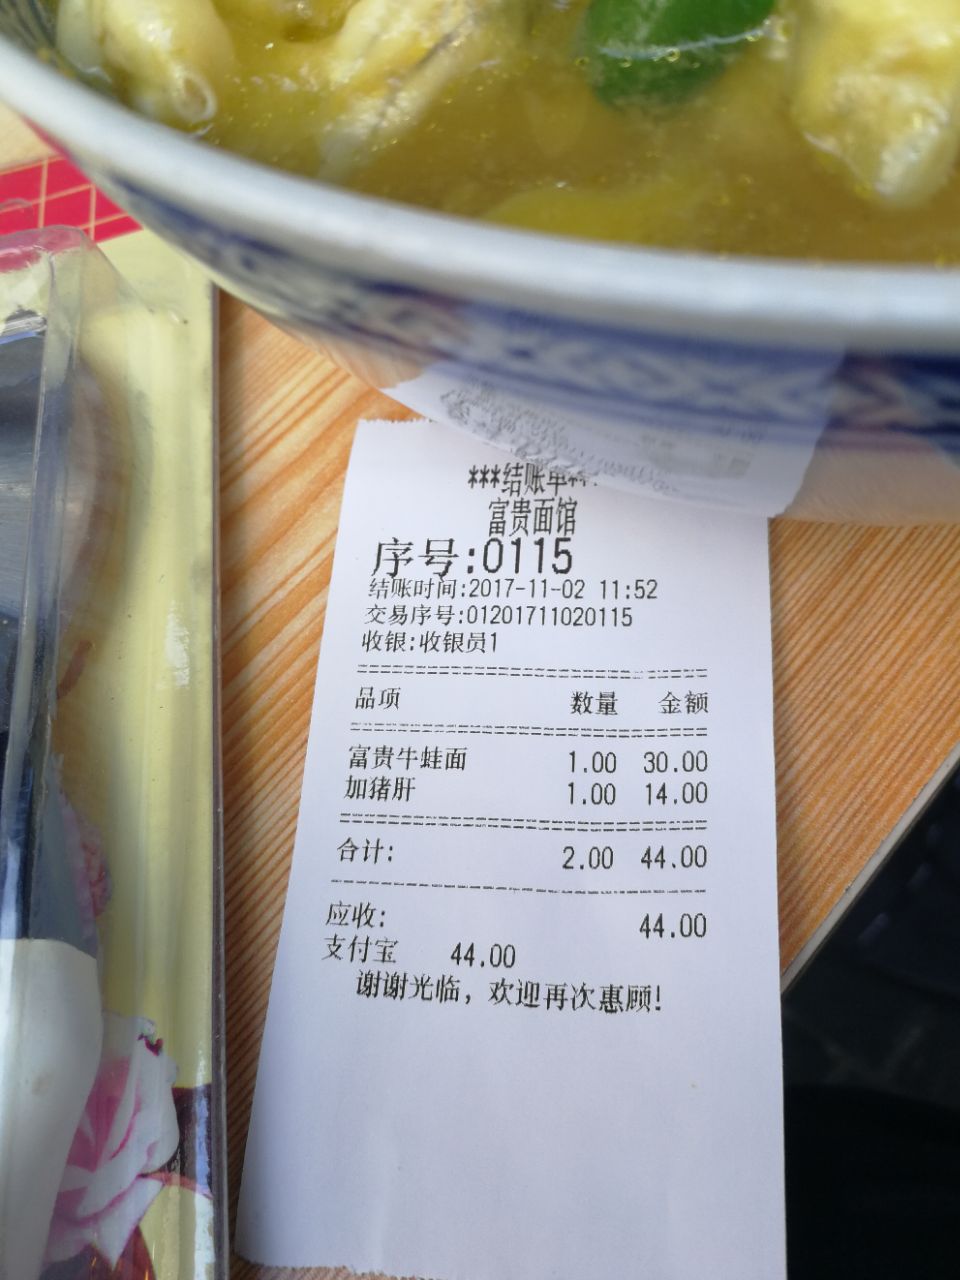 ***结账单***
富贵面馆
序号:0115
结账时间:2017-11-02 11:52
交易序号:01201711020115
收银:收银员1
品项 数量 金额
富贵牛蛙面 1.00 30.00
加猪肝 1.00 14.00
合计: 2.00 44.00
应收: 44.00
支付宝 44.00
谢谢光临，欢迎再次惠顾!